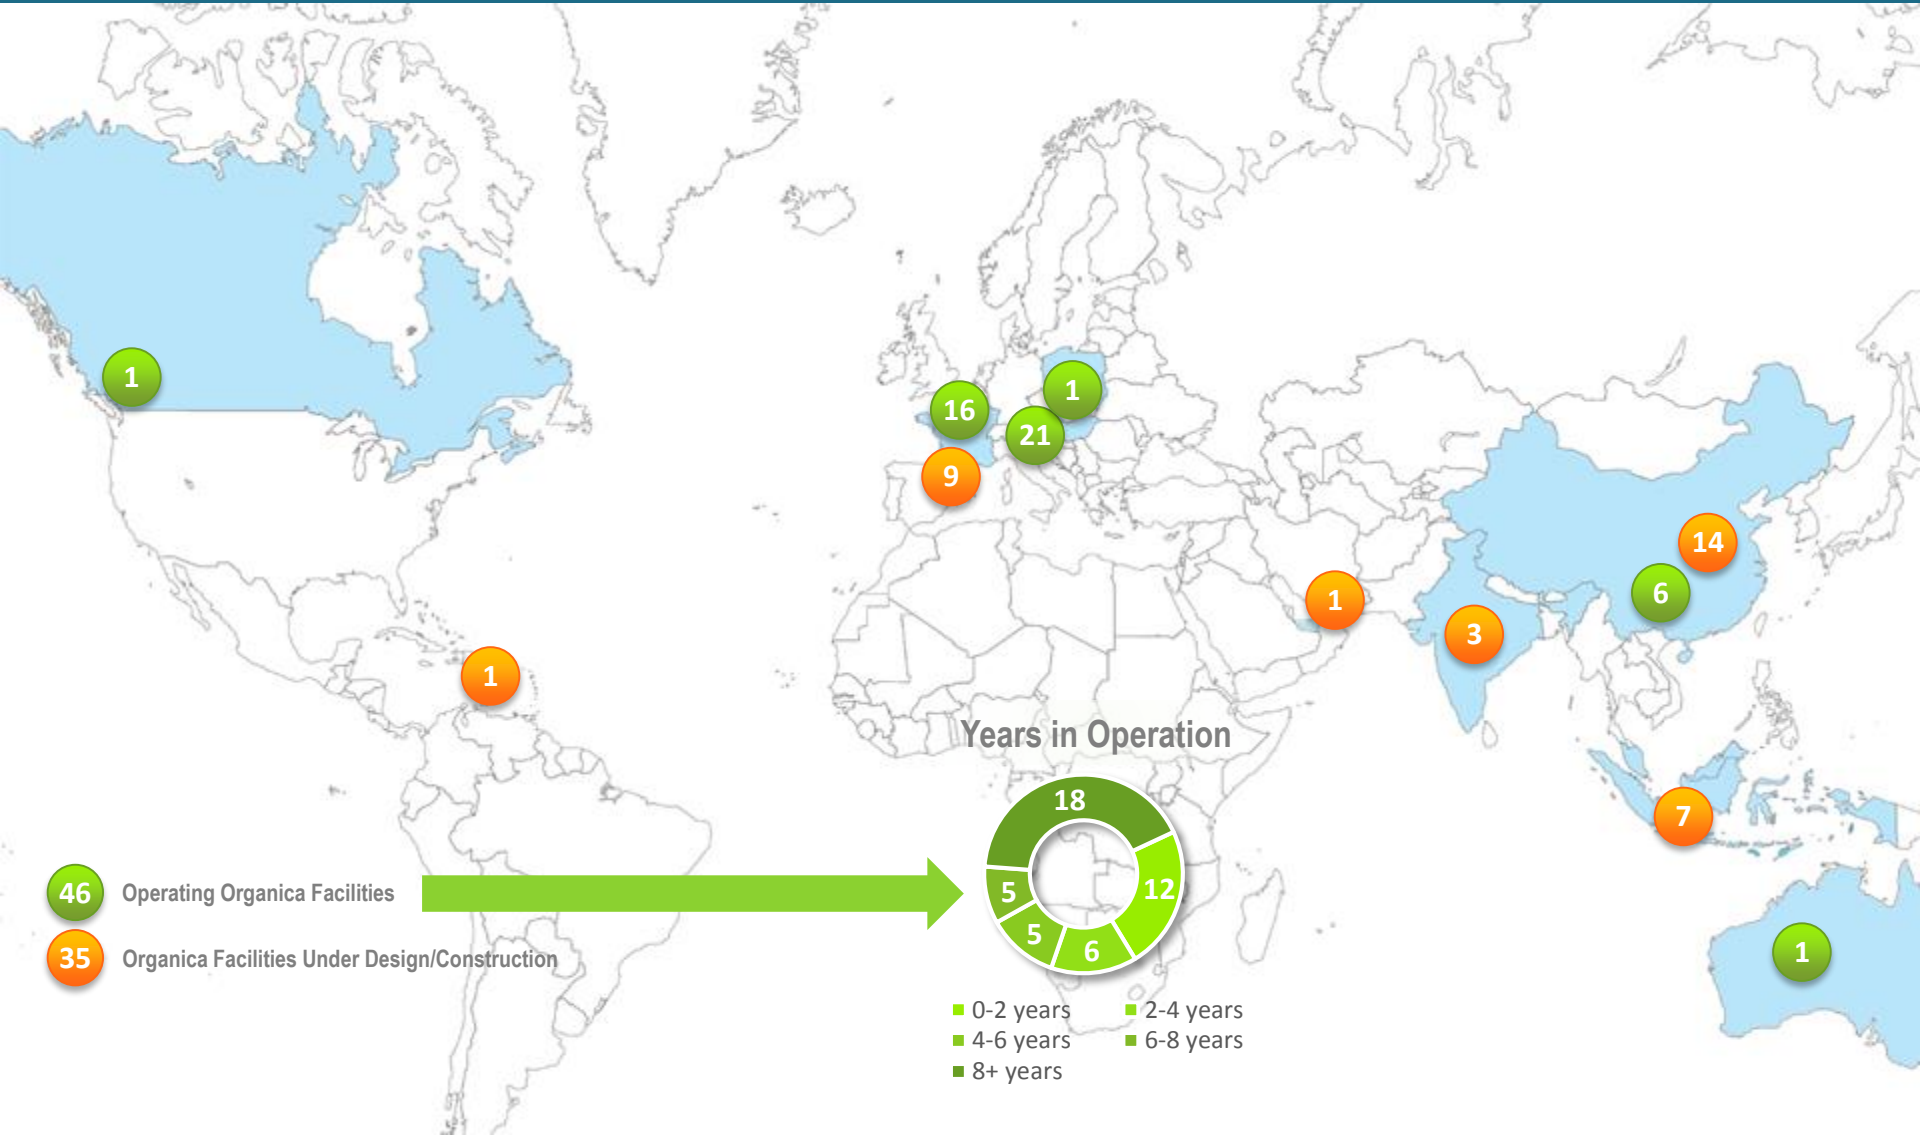 1
16
1
21
9
14
6
1
3
1
7
1
Years in Operation
18
12
6
5
5
46 Operating Organica Facilities
35 Organica Facilities Under Design/Construction
0-2 years 2-4 years
4-6 years 6-8 years
8+ years